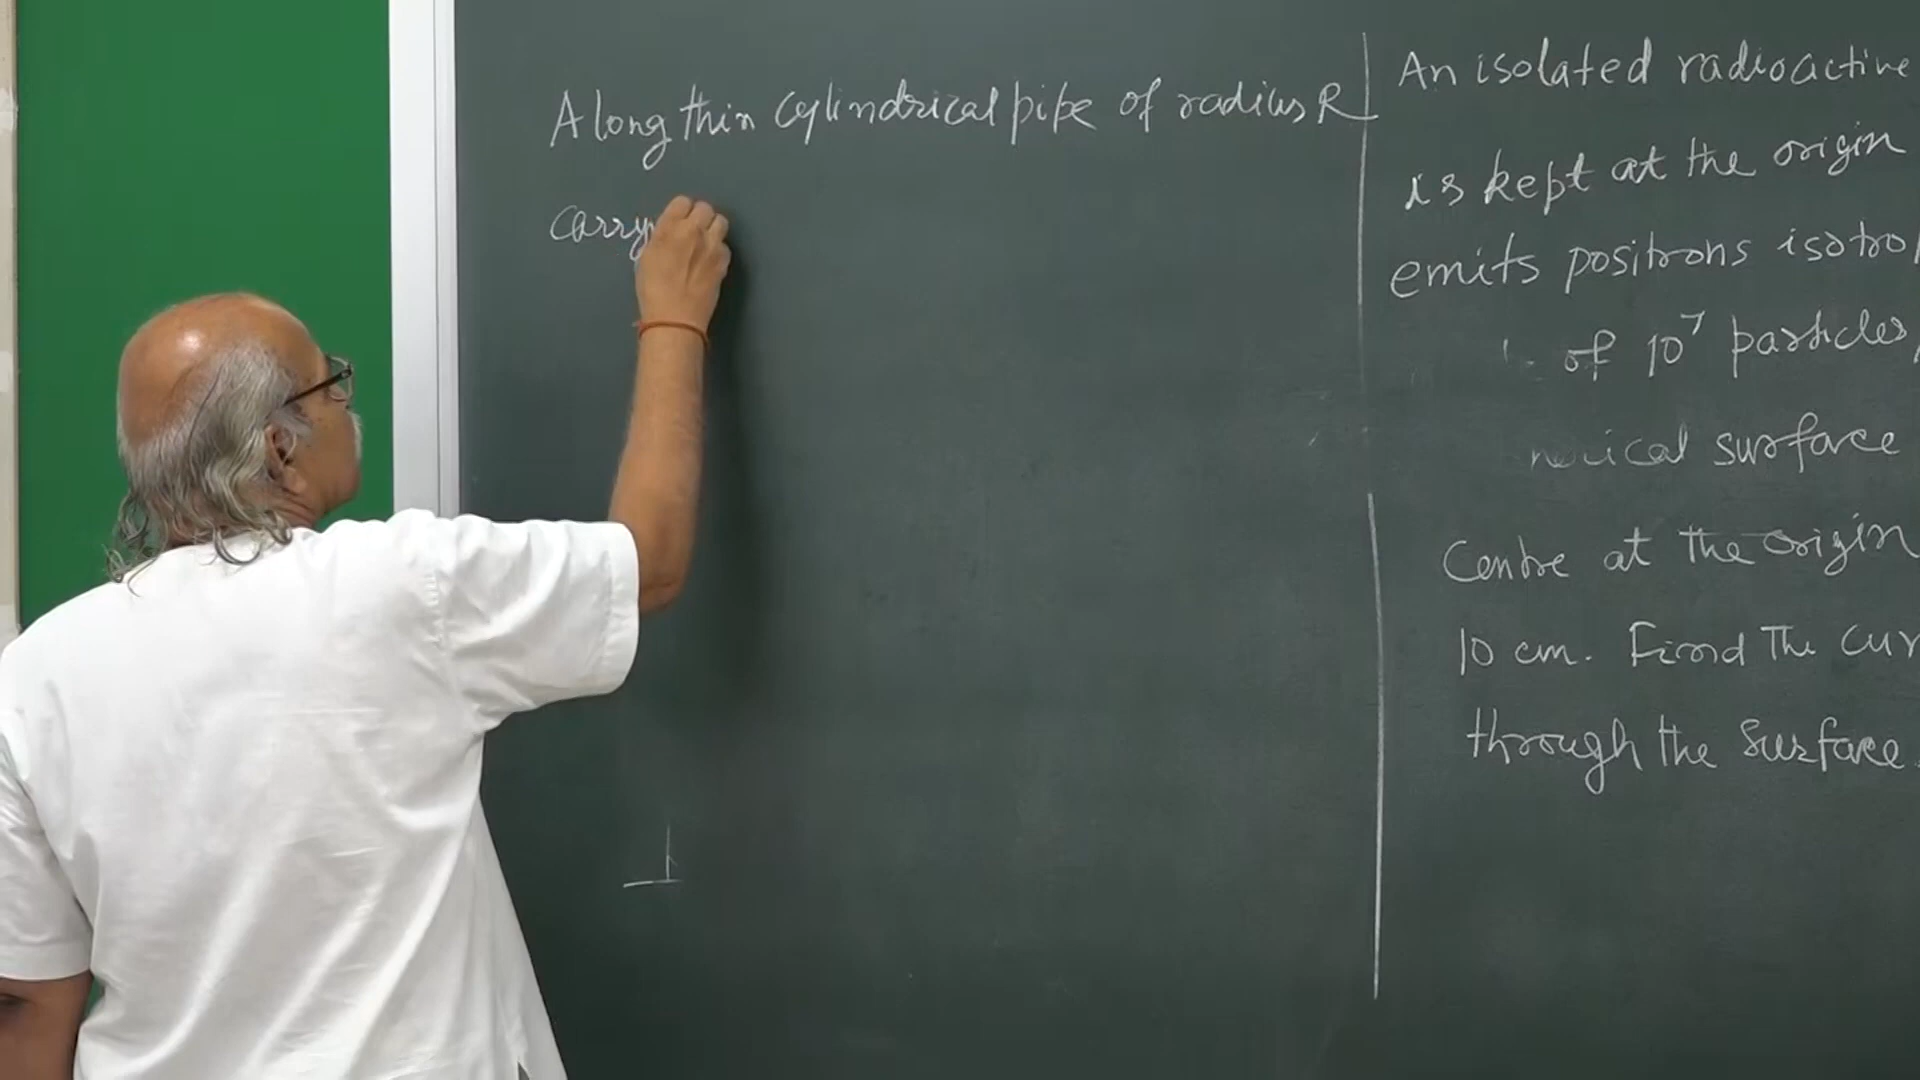 A long thin cylindrical pipe of radius R
carry
An isolated radioactive
is kept at the origin
emits positrons isotro
of 10⁷ particles
rical surface
Centre at the origin
10 cm. Find the cur
through the surface.